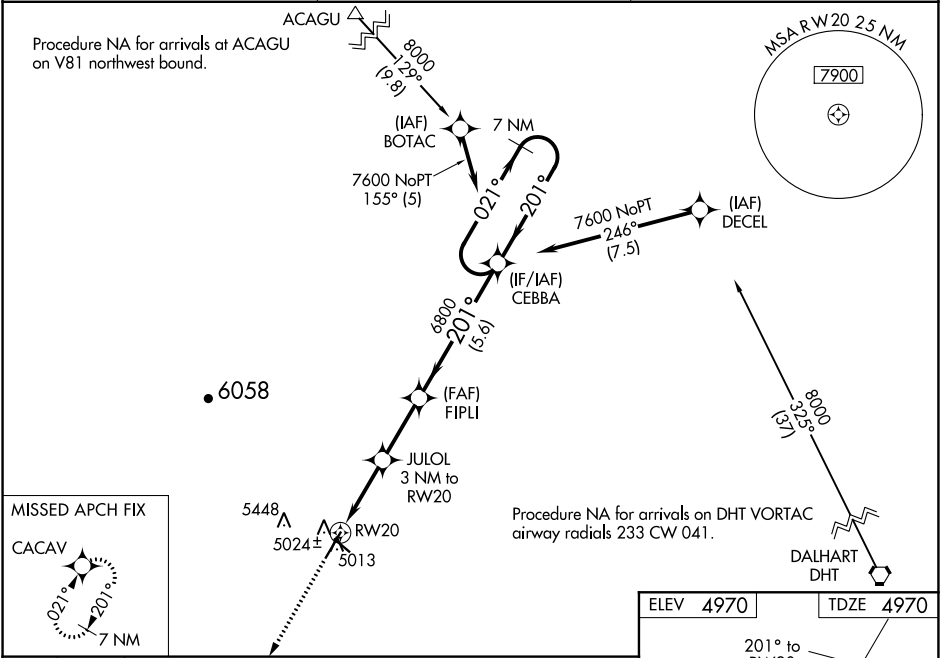 ACAGU
Procedure NA for arrivals at ACAGU
on V81 northwest bound.
8000
129°
(9.8)
MSA RW20 25 NM
7900
(IAF)
BOTAC
7 NM
7600 NoPT
155° (5)
021°
201°
7600 NoPT
246°
(7.5)
(IAF)
DECEL
(IF/IAF)
CEBBA
6800
201°
(5.6)
6058
(FAF)
FIPLI
8000
325°
(37)
JULOL
3 NM to
RW20
MISSED APCH FIX
CACAV
021°
201°
7 NM
5448
5024±
RW20
5013
Procedure NA for arrivals on DHT VORTAC
airway radials 233 CW 041.
DALHART
DHT
ELEV 4970
TDZE 4970
201° to